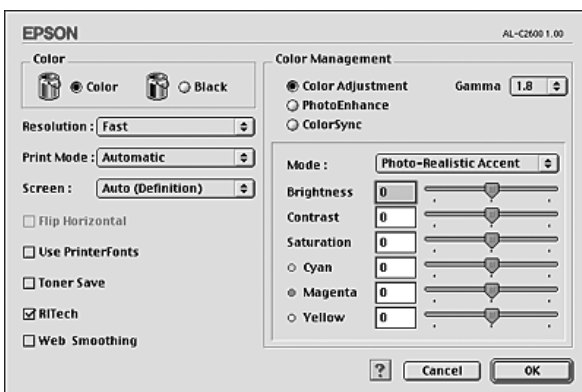 EPSON
AL-C2600 1.00
Color
Color
Black
Resolution : Fast
Print Mode : Automatic
Screen : Auto (Definition)
Flip Horizontal
Use PrinterFonts
Toner Save
RITech
Web Smoothing
Color Management
Color Adjustment
Gamma 1.8
PhotoEnhance
ColorSync
Mode : Photo-Realistic Accent
Brightness 0
Contrast 0
Saturation 0
Cyan 0
Magenta 0
Yellow 0
? Cancel OK